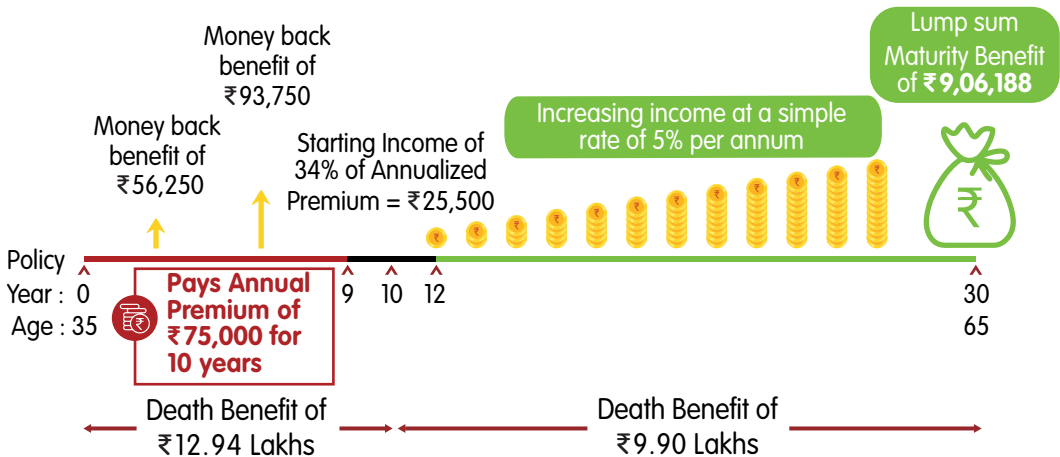 Lump sum
Maturity Benefit
of ₹9,06,188
Money back
benefit of
₹93,750
Increasing income at a simple
rate of 5% per annum
Money back
benefit of
₹56,250
Starting Income of
34% of Annualized
Premium = ₹25,500
Policy
Year : 0 9 10 12 30
Age : 35 65
Pays Annual
Premium of
₹75,000 for
10 years
Death Benefit of
₹12.94 Lakhs
Death Benefit of
₹9.90 Lakhs